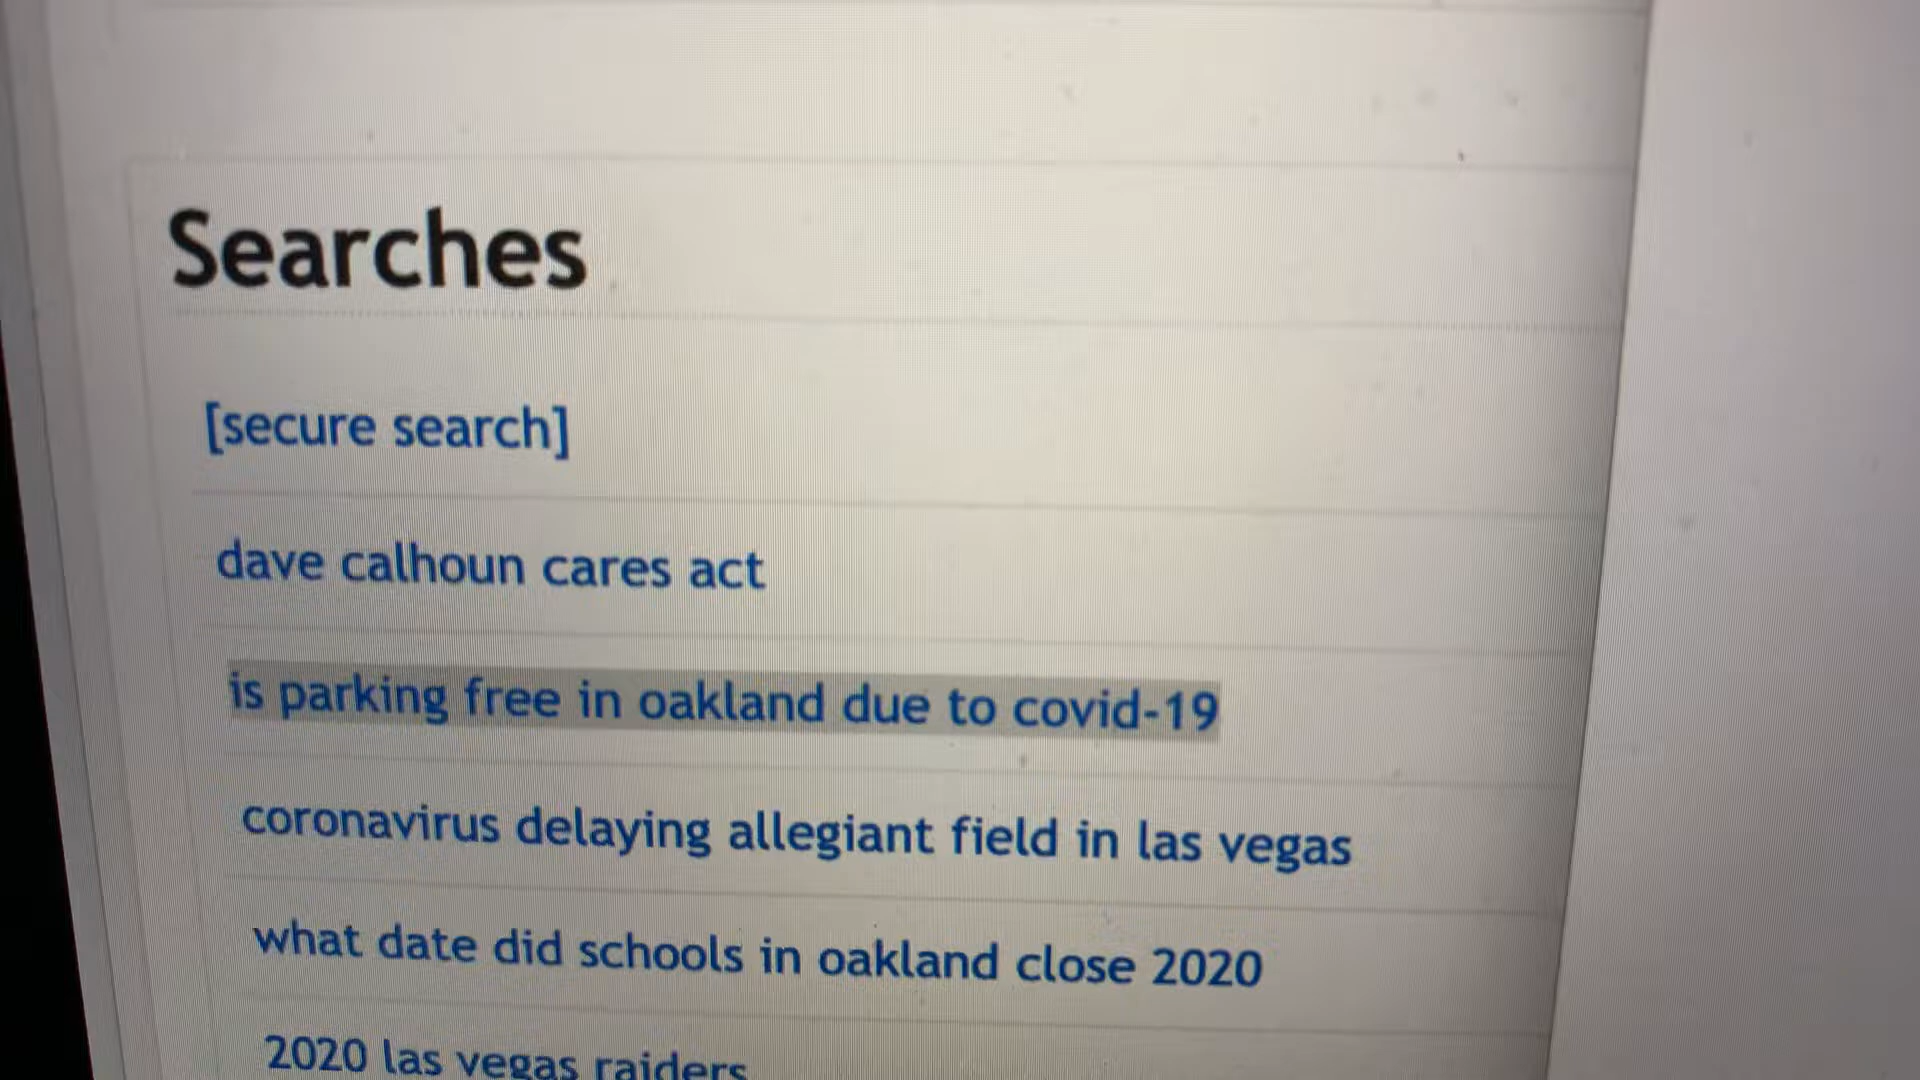 Searches
[secure search]
dave calhoun cares act
is parking free in oakland due to covid-19
coronavirus delaying allegiant field in las vegas
what date did schools in oakland close 2020
2020 las vegas raiders